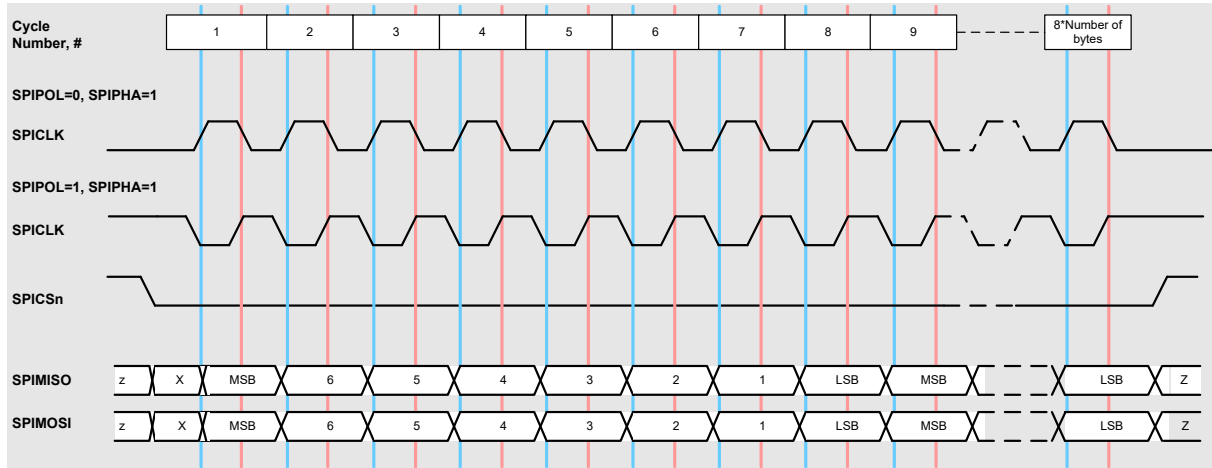 Cycle
Number, #
1 2 3 4 5 6 7 8 9 8*Number of
bytes
SPIPOL=0, SPIPHA=1
SPICLK
SPIPOL=1, SPIPHA=1
SPICLK
SPICSn
SPIMISO z X MSB 6 5 4 3 2 1 LSB MSB LSB Z
SPIMOSI z X MSB 6 5 4 3 2 1 LSB MSB LSB Z